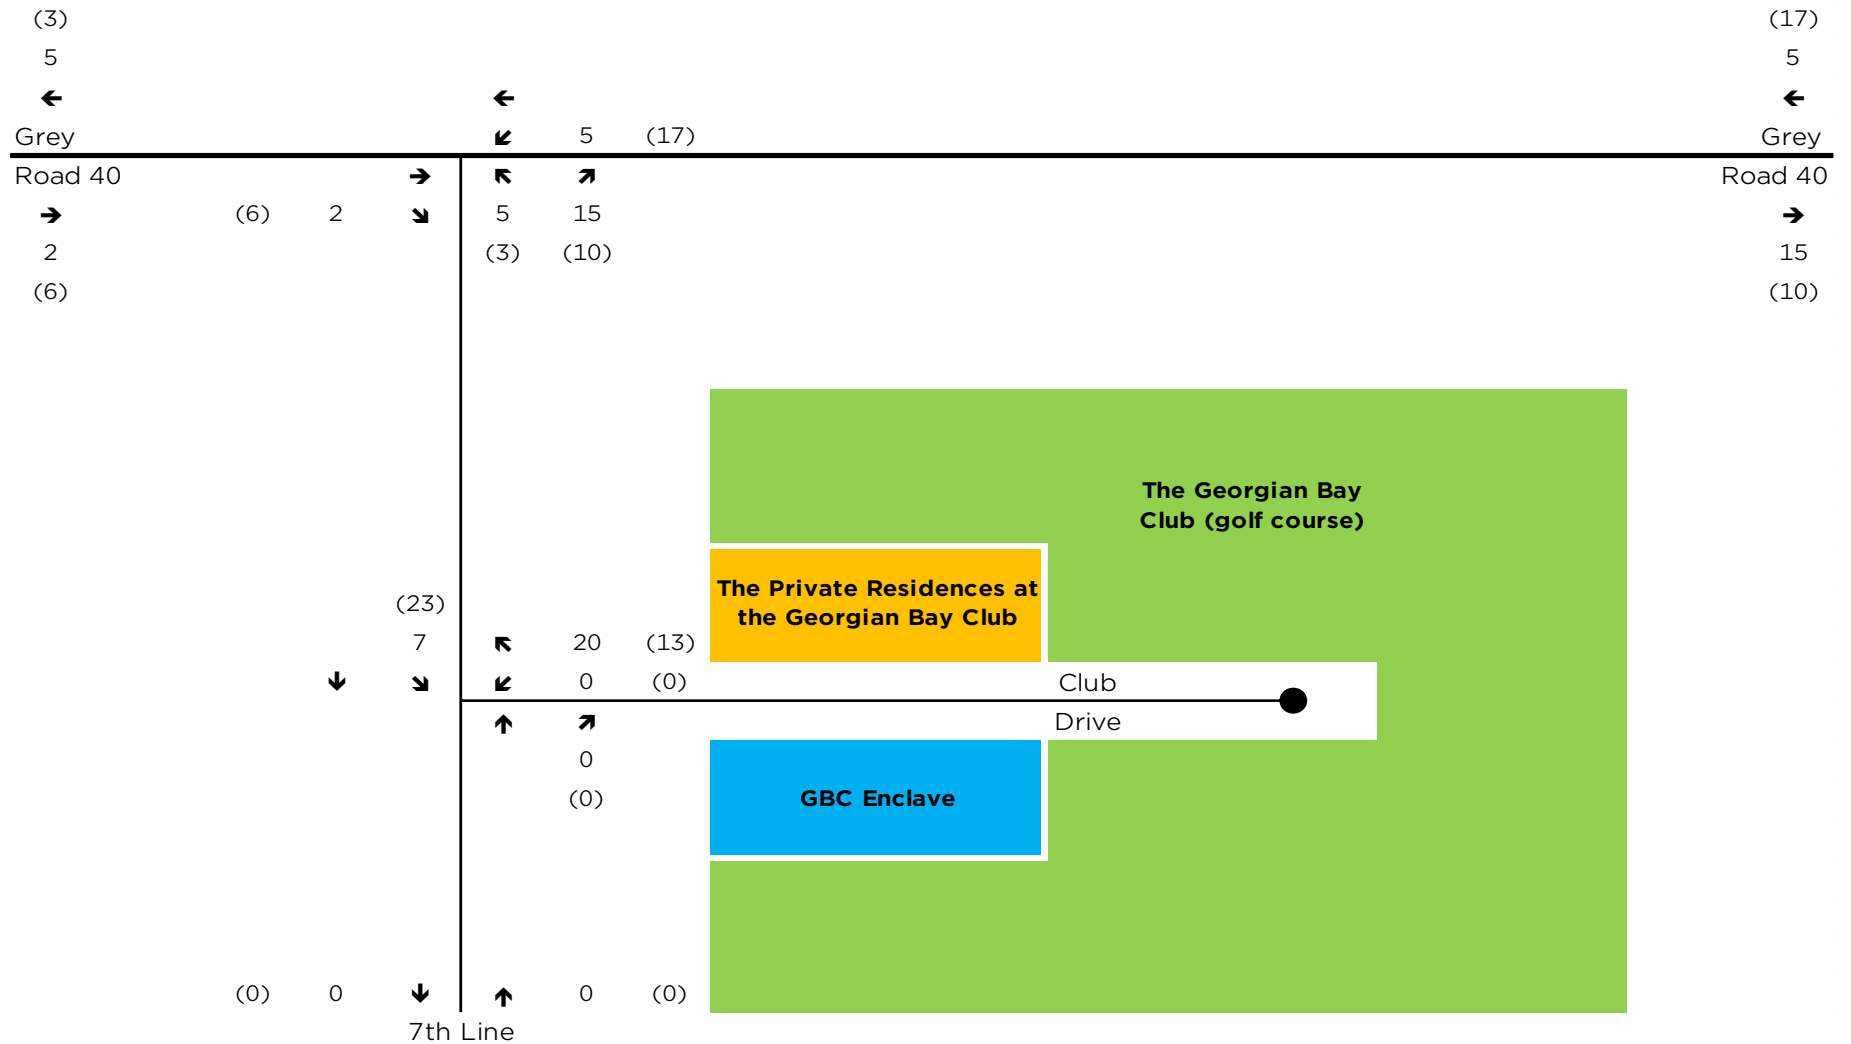 (3) (17)
5 5
← ← ←
Grey ↙ 5 (17) Grey
Road 40 → ↖ ↗ Road 40
→ (6) 2 ↘ 5 15 →
2 (3) (10) 15
(6) (10)
The Georgian Bay
Club (golf course)
The Private Residences at
the Georgian Bay Club
(23)
7 ↖ 20 (13)
↓ ↘ ↙ 0 (0) Club
↑ ↗ Drive
0
(0) GBC Enclave
(0) 0 ↓ ↑ 0 (0)
7th Line